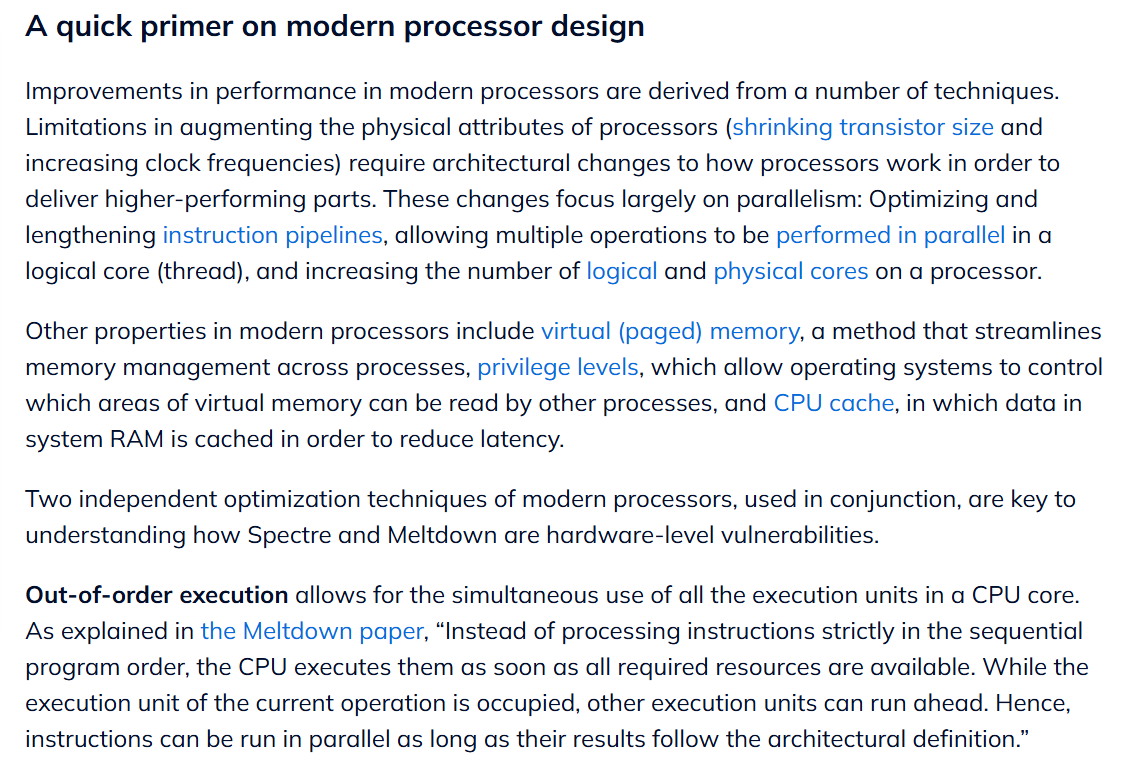 A quick primer on modern processor design
Improvements in performance in modern processors are derived from a number of techniques.
Limitations in augmenting the physical attributes of processors (shrinking transistor size and
increasing clock frequencies) require architectural changes to how processors work in order to
deliver higher-performing parts. These changes focus largely on parallelism: Optimizing and
lengthening instruction pipelines, allowing multiple operations to be performed in parallel in a
logical core (thread), and increasing the number of logical and physical cores on a processor.
Other properties in modern processors include virtual (paged) memory, a method that streamlines
memory management across processes, privilege levels, which allow operating systems to control
which areas of virtual memory can be read by other processes, and CPU cache, in which data in
system RAM is cached in order to reduce latency.
Two independent optimization techniques of modern processors, used in conjunction, are key to
understanding how Spectre and Meltdown are hardware-level vulnerabilities.
Out-of-order execution allows for the simultaneous use of all the execution units in a CPU core.
As explained in the Meltdown paper, “Instead of processing instructions strictly in the sequential
program order, the CPU executes them as soon as all required resources are available. While the
execution unit of the current operation is occupied, other execution units can run ahead. Hence,
instructions can be run in parallel as long as their results follow the architectural definition.”